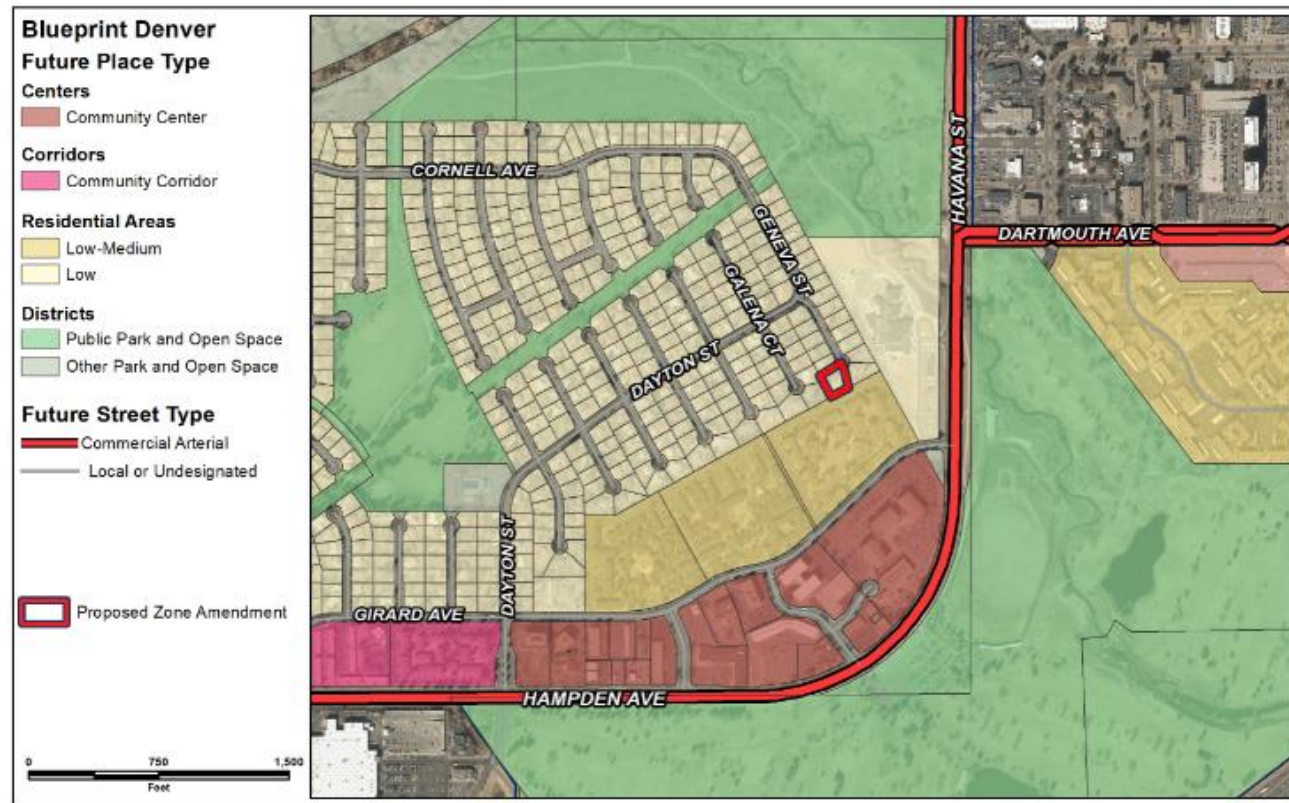 Blueprint Denver
Future Place Type
Centers
Community Center
Corridors
Community Corridor
Residential Areas
Low-Medium
Low
Districts
Public Park and Open Space
Other Park and Open Space
Future Street Type
Commercial Arterial
Local or Undesignated
Proposed Zone Amendment
0 750 1,500
Feet
CORNELL AVE
HAVANA ST
DARTMOUTH AVE
GENEVA ST
GALENA CT
DAYTON ST
DAYTON ST
GIRARD AVE
HAMPDEN AVE